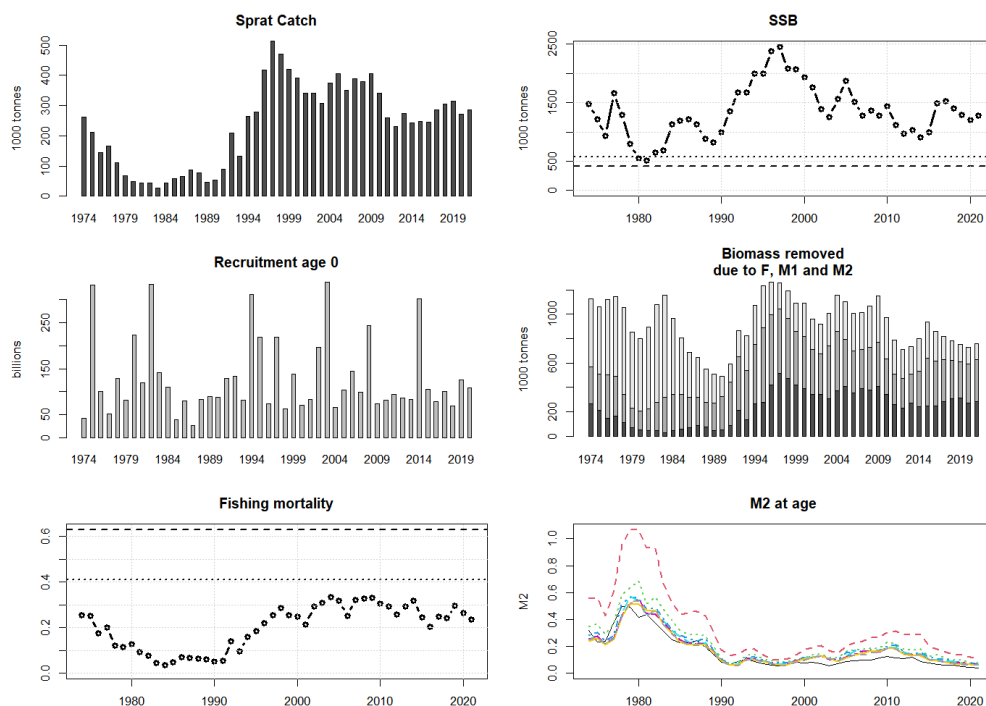 Sprat Catch
1000 tonnes
0 100 200 300 400 500
1974 1979 1984 1989 1994 1999 2004 2009 2014 2019
SSB
1000 tonnes
0 500 1500 2500
1980 1990 2000 2010 2020
Recruitment age 0
billions
0 50 100 150 250
1974 1979 1984 1989 1994 1999 2004 2009 2014 2019
Biomass removed
due to F, M1 and M2
1000 tonnes
0 200 600 1000
1974 1979 1984 1989 1994 1999 2004 2009 2014 2019
Fishing mortality
0.0 0.2 0.4 0.6
1980 1990 2000 2010 2020
M2 at age
M2
0.0 0.2 0.4 0.6 0.8 1.0
1980 1990 2000 2010 2020